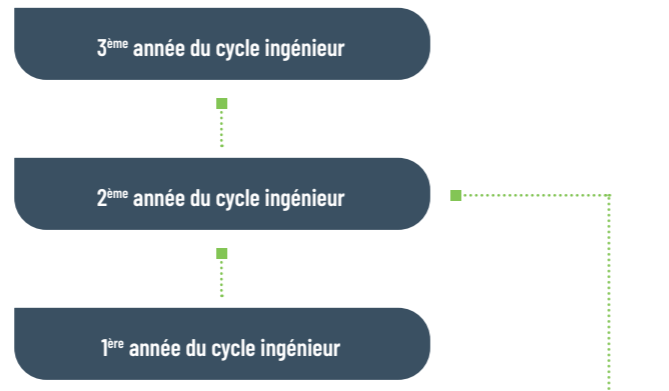 3ème année du cycle ingénieur
2ème année du cycle ingénieur
1ère année du cycle ingénieur